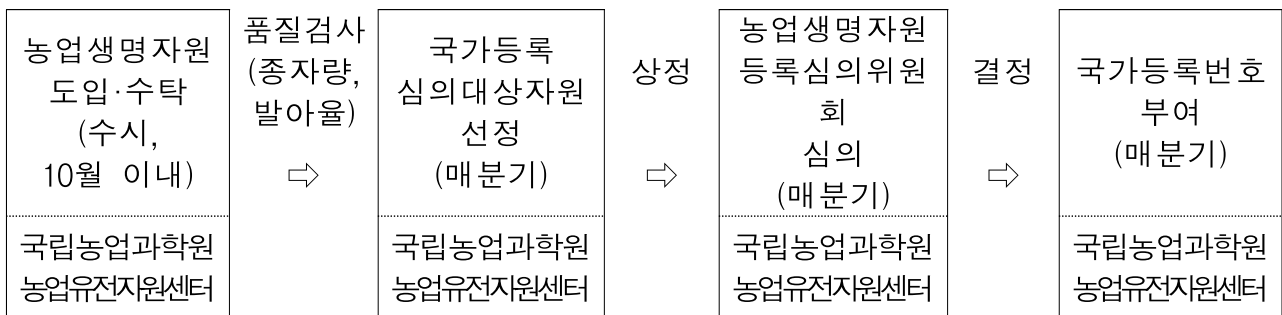 농업생명자원
도입·수탁
(수시,
10월 이내)
국립농업과학원
농업유전자원센터
품질검사
(종자량,
발아율)
⇨
국가등록
심의대상자원
선정
(매분기)
국립농업과학원
농업유전자원센터
상정
⇨
농업생명자원
등록심의위원
회
심의
(매분기)
국립농업과학원
농업유전자원센터
결정
⇨
국가등록번호
부여
(매분기)
국립농업과학원
농업유전자원센터